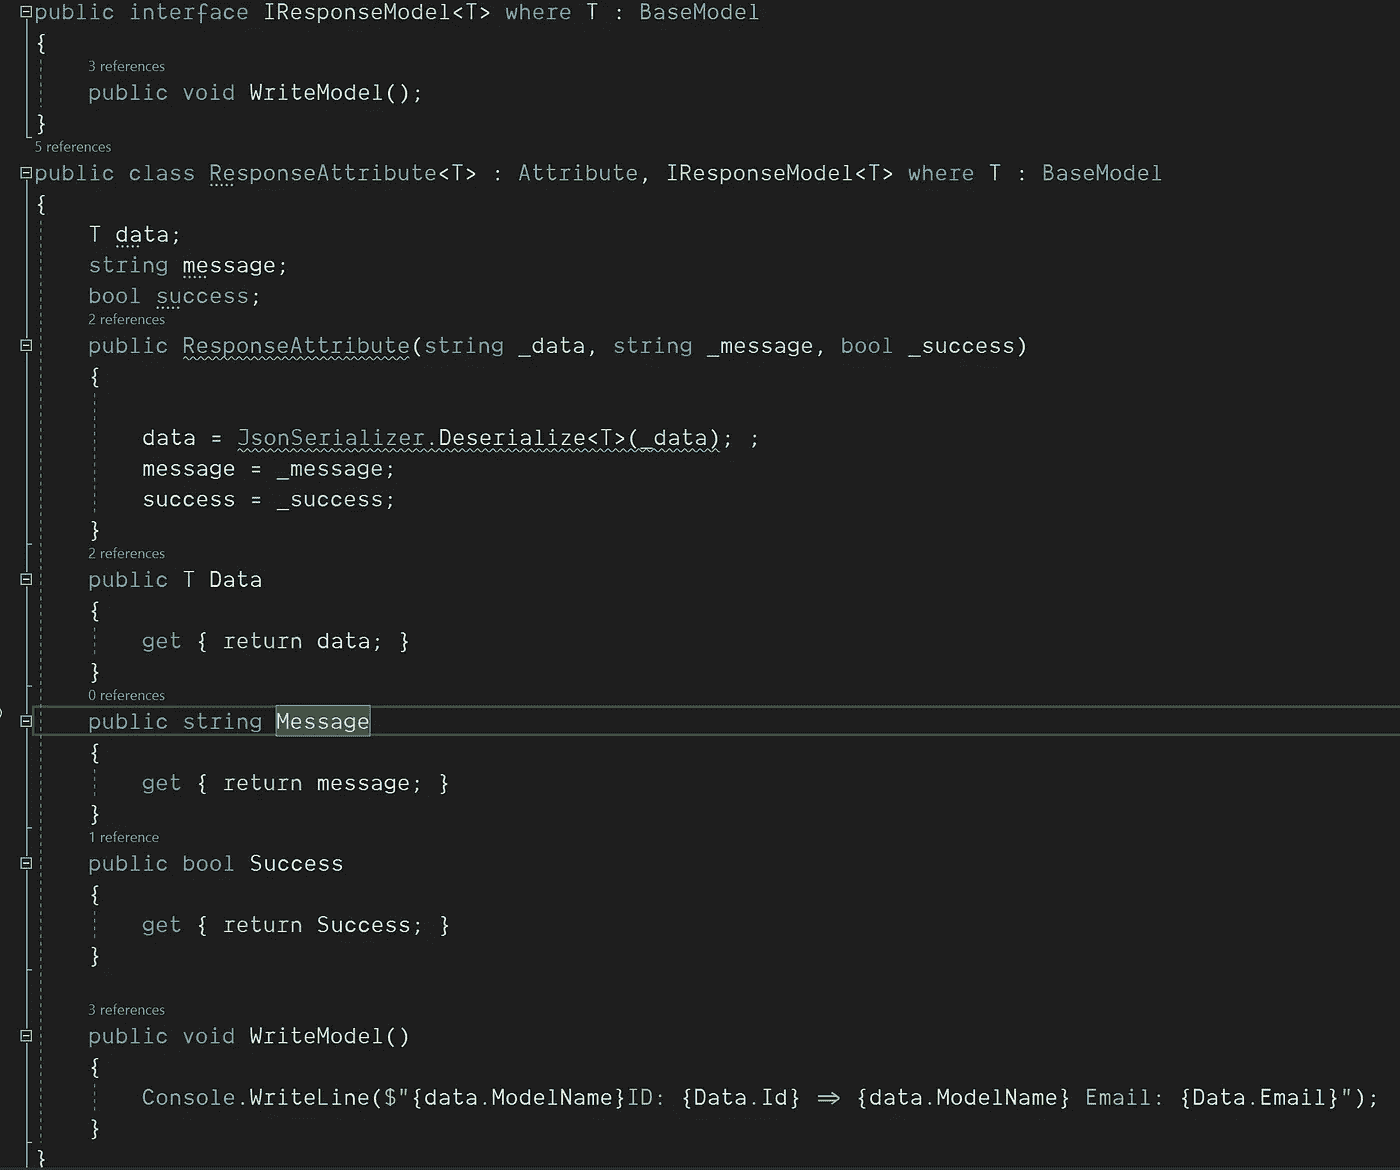 public interface IResponseModel<T> where T : BaseModel
{
3 references
public void WriteModel();
}
5 references
public class ResponseAttribute<T> : Attribute, IResponseModel<T> where T : BaseModel
{
T data;
string message;
bool success;
2 references
public ResponseAttribute(string _data, string _message, bool _success)
{
data = JsonSerializer.Deserialize<T>(_data); ;
message = _message;
success = _success;
}
2 references
public T Data
{
get { return data; }
}
0 references
public string Message
{
get { return message; }
}
1 reference
public bool Success
{
get { return Success; }
}
3 references
public void WriteModel()
{
Console.WriteLine($"{data.ModelName}ID: {Data.Id} => {data.ModelName} Email: {Data.Email}");
}
}